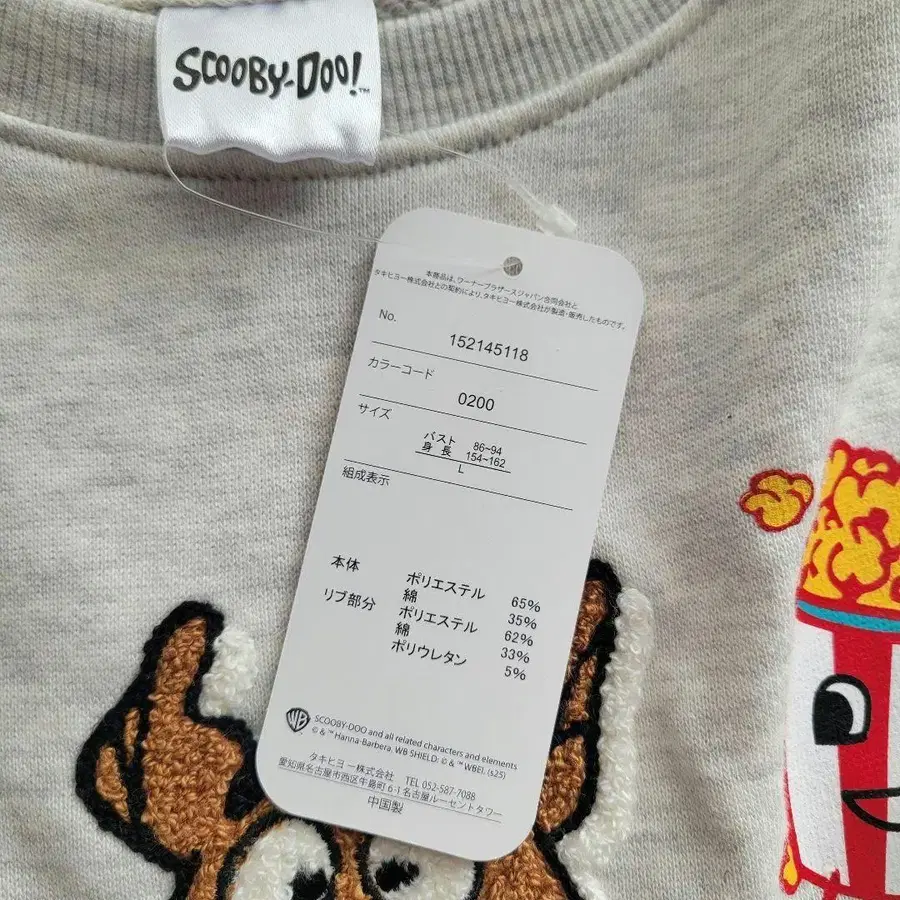 SCOOBY-DOO!™
本商品は、ワーナーブラザースジャパン合同会社と
タキヒヨー株式会社との契約により、タキヒヨー株式会社が製造・販売したものです。
No.
152145118
カラーコード
0200
サイズ
バスト 86~94
身長 154~162
L
組成表示
本体 ポリエステル 65%
綿 35%
リブ部分 ポリエステル 62%
綿 33%
ポリウレタン 5%
WB
SCOOBY-DOO and all related characters and elements
© & ™ Hanna-Barbera. WB SHIELD: © & ™ WBEI. (s25)
タキヒヨー株式会社 TEL 052-587-7088
愛知県名古屋市西区牛島町6-1名古屋ルーセントタワー
中国製